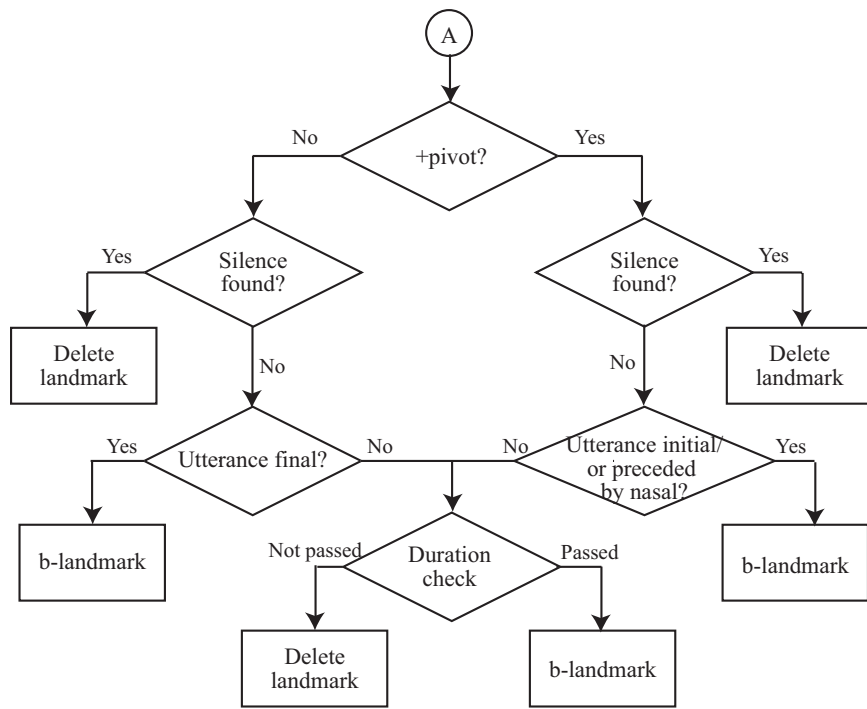 A
No
Yes
+pivot?
Yes
Silence
found?
Silence
found?
Yes
Delete
landmark
No
No
Delete
landmark
Yes
Utterance final?
No
No
Utterance initial/
or preceded
by nasal?
Yes
b-landmark
Not passed
Duration
check
Passed
b-landmark
Delete
landmark
b-landmark